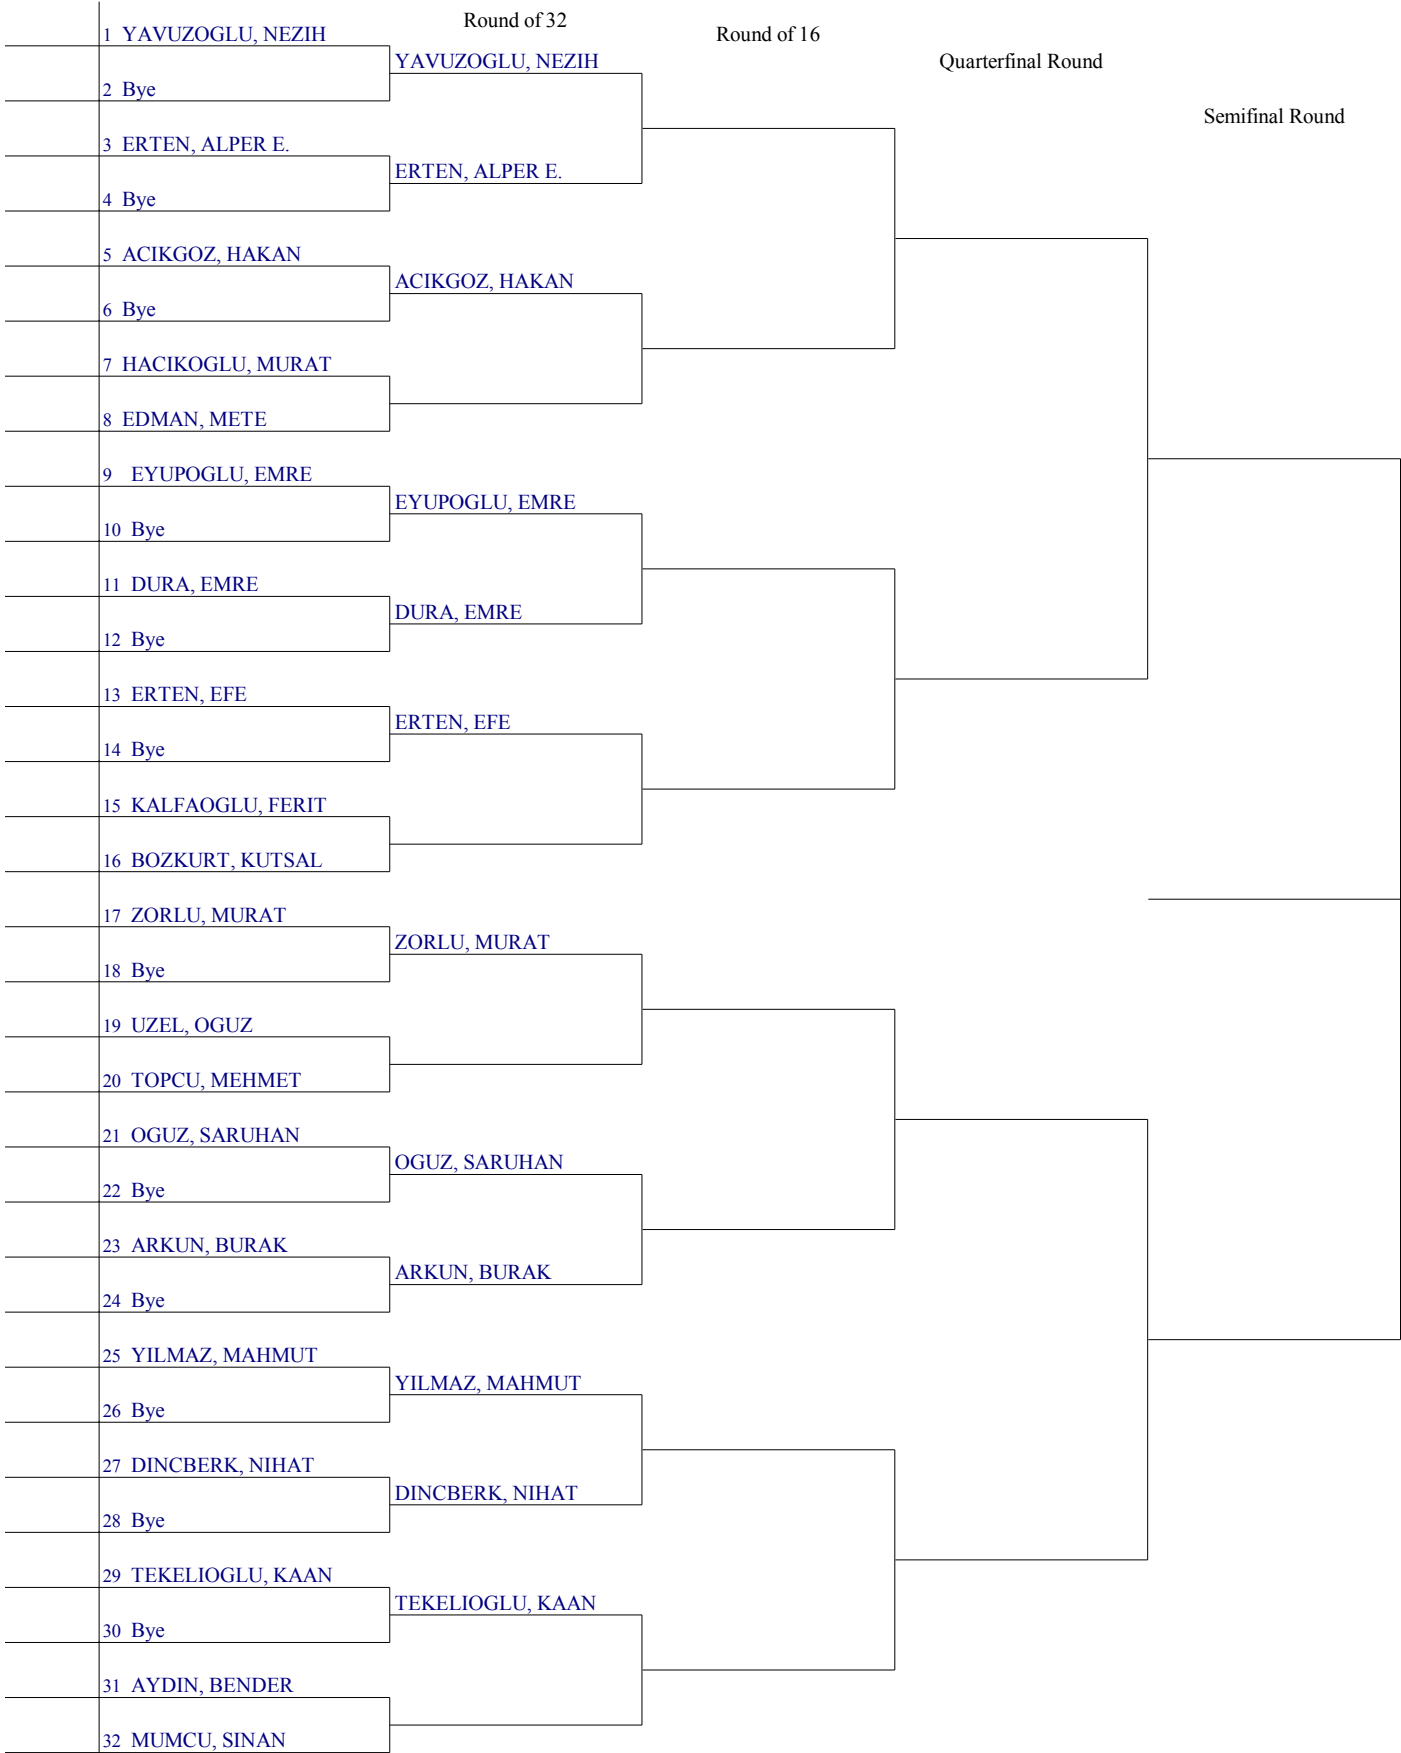 Round of 32
Round of 16
Quarterfinal Round
Semifinal Round
1 YAVUZOGLU, NEZIH
YAVUZOGLU, NEZIH
2 Bye
3 ERTEN, ALPER E.
ERTEN, ALPER E.
4 Bye
5 ACIKGOZ, HAKAN
ACIKGOZ, HAKAN
6 Bye
7 HACIKOGLU, MURAT
8 EDMAN, METE
9 EYUPOGLU, EMRE
EYUPOGLU, EMRE
10 Bye
11 DURA, EMRE
DURA, EMRE
12 Bye
13 ERTEN, EFE
ERTEN, EFE
14 Bye
15 KALFAOGLU, FERIT
16 BOZKURT, KUTSAL
17 ZORLU, MURAT
ZORLU, MURAT
18 Bye
19 UZEL, OGUZ
20 TOPCU, MEHMET
21 OGUZ, SARUHAN
OGUZ, SARUHAN
22 Bye
23 ARKUN, BURAK
ARKUN, BURAK
24 Bye
25 YILMAZ, MAHMUT
YILMAZ, MAHMUT
26 Bye
27 DINCBERK, NIHAT
DINCBERK, NIHAT
28 Bye
29 TEKELIOGLU, KAAN
TEKELIOGLU, KAAN
30 Bye
31 AYDIN, BENDER
32 MUMCU, SINAN